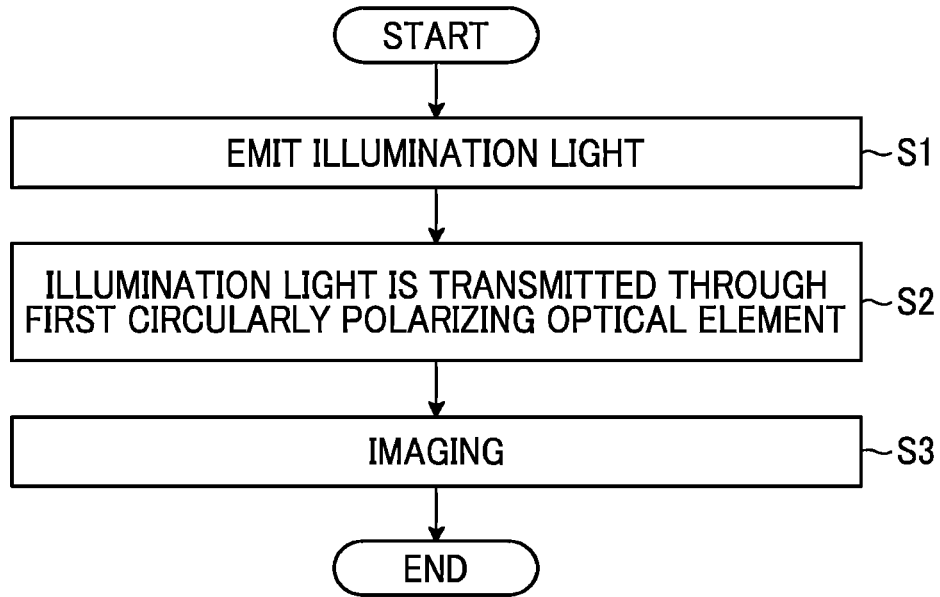 START
EMIT ILLUMINATION LIGHT
S1
ILLUMINATION LIGHT IS TRANSMITTED THROUGH
FIRST CIRCULARLY POLARIZING OPTICAL ELEMENT
S2
IMAGING
S3
END